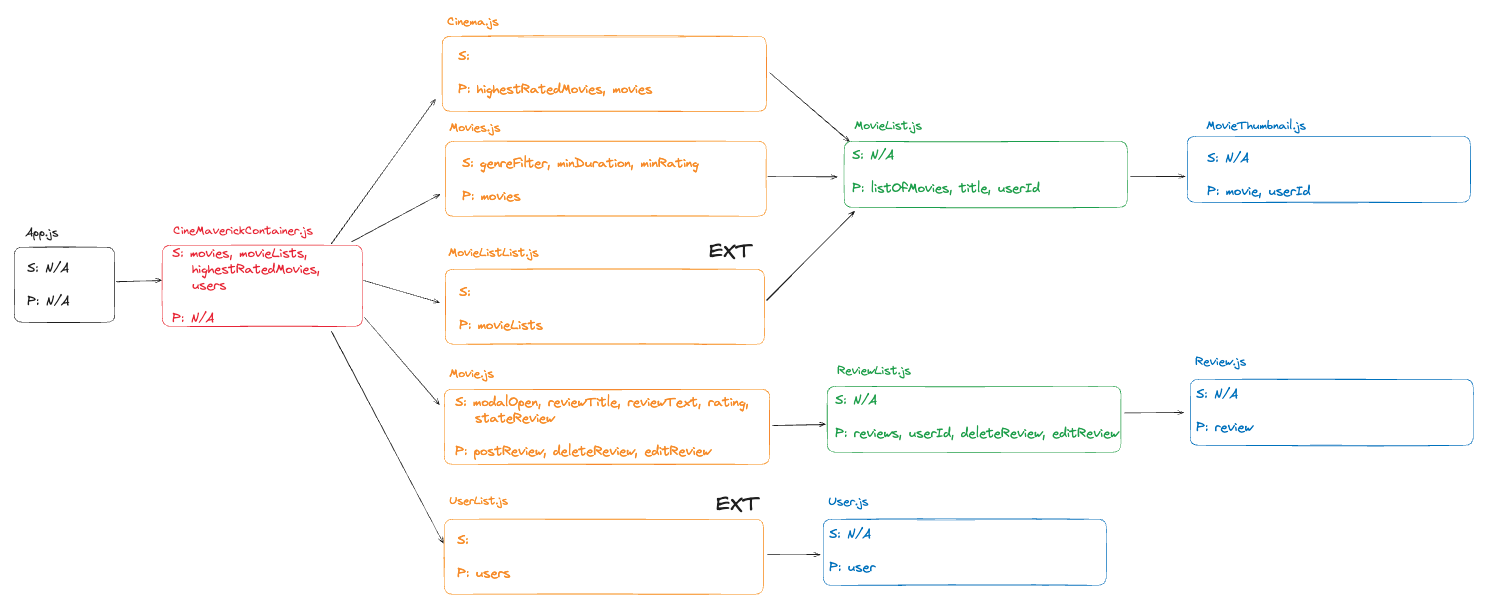 Cinema.js
S:
P: highestRatedMovies, movies
Movies.js
S: genreFilter, minDuration, minRating
P: movies
MovieList.js
S: N/A
P: listOfMovies, title, userId
MovieThumbnail.js
S: N/A
P: movie, userId
App.js
S: N/A
P: N/A
CineMaverickContainer.js
S: movies, movieLists,
highestRatedMovies,
users
P: N/A
MovieListList.js
EXT
S:
P: movieLists
Movie.js
S: modalOpen, reviewTitle, reviewText, rating,
stateReview
P: postReview, deleteReview, editReview
ReviewList.js
S: N/A
P: reviews, userId, deleteReview, editReview
Review.js
S: N/A
P: review
UserList.js
EXT
S:
P: users
User.js
S: N/A
P: user